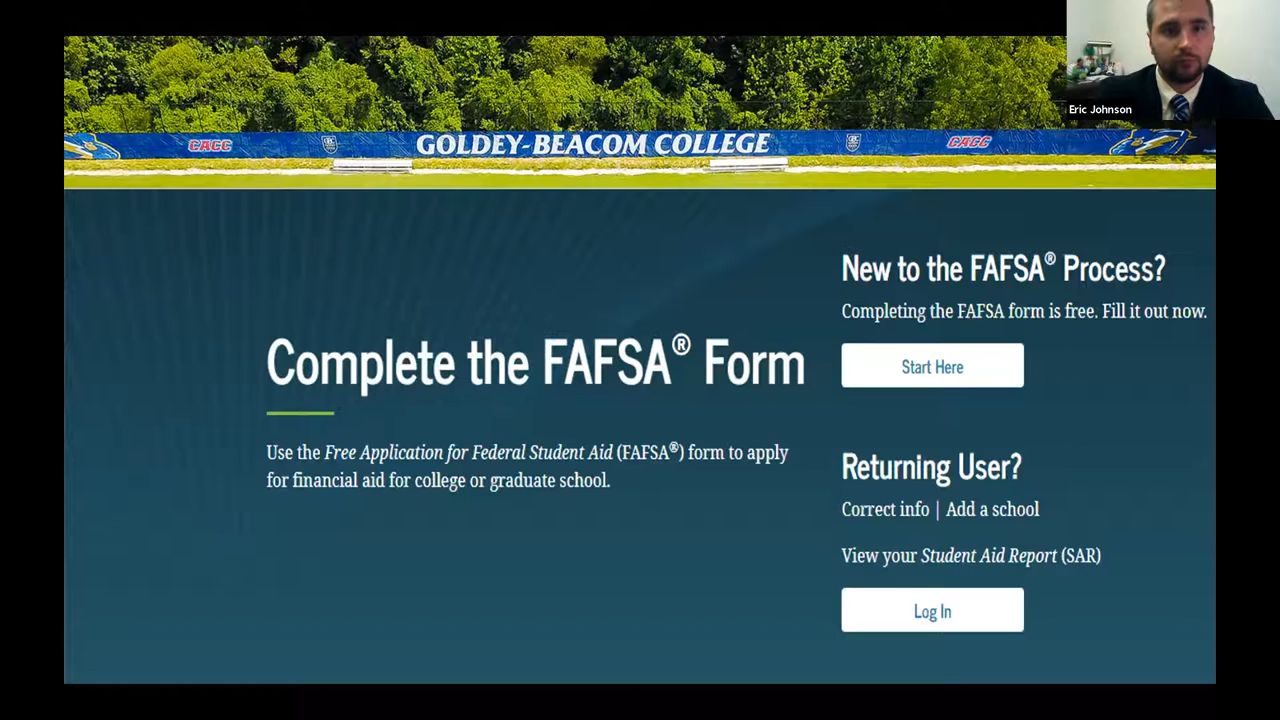 Eric Johnson
CACC
GOLDEY-BEACOM COLLEGE
CACC
New to the FAFSA® Process?
Completing the FAFSA form is free. Fill it out now.
Start Here
Complete the FAFSA® Form
Use the Free Application for Federal Student Aid (FAFSA®) form to apply
for financial aid for college or graduate school.
Returning User?
Correct info | Add a school
View your Student Aid Report (SAR)
Log In